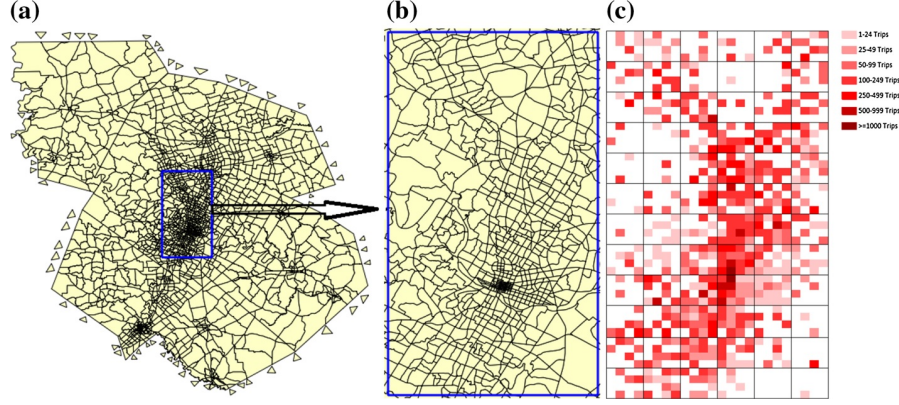 (a)
(b)
(c)
1-24 Trips
25-49 Trips
50-99 Trips
100-249 Trips
250-499 Trips
500-999 Trips
>=1000 Trips